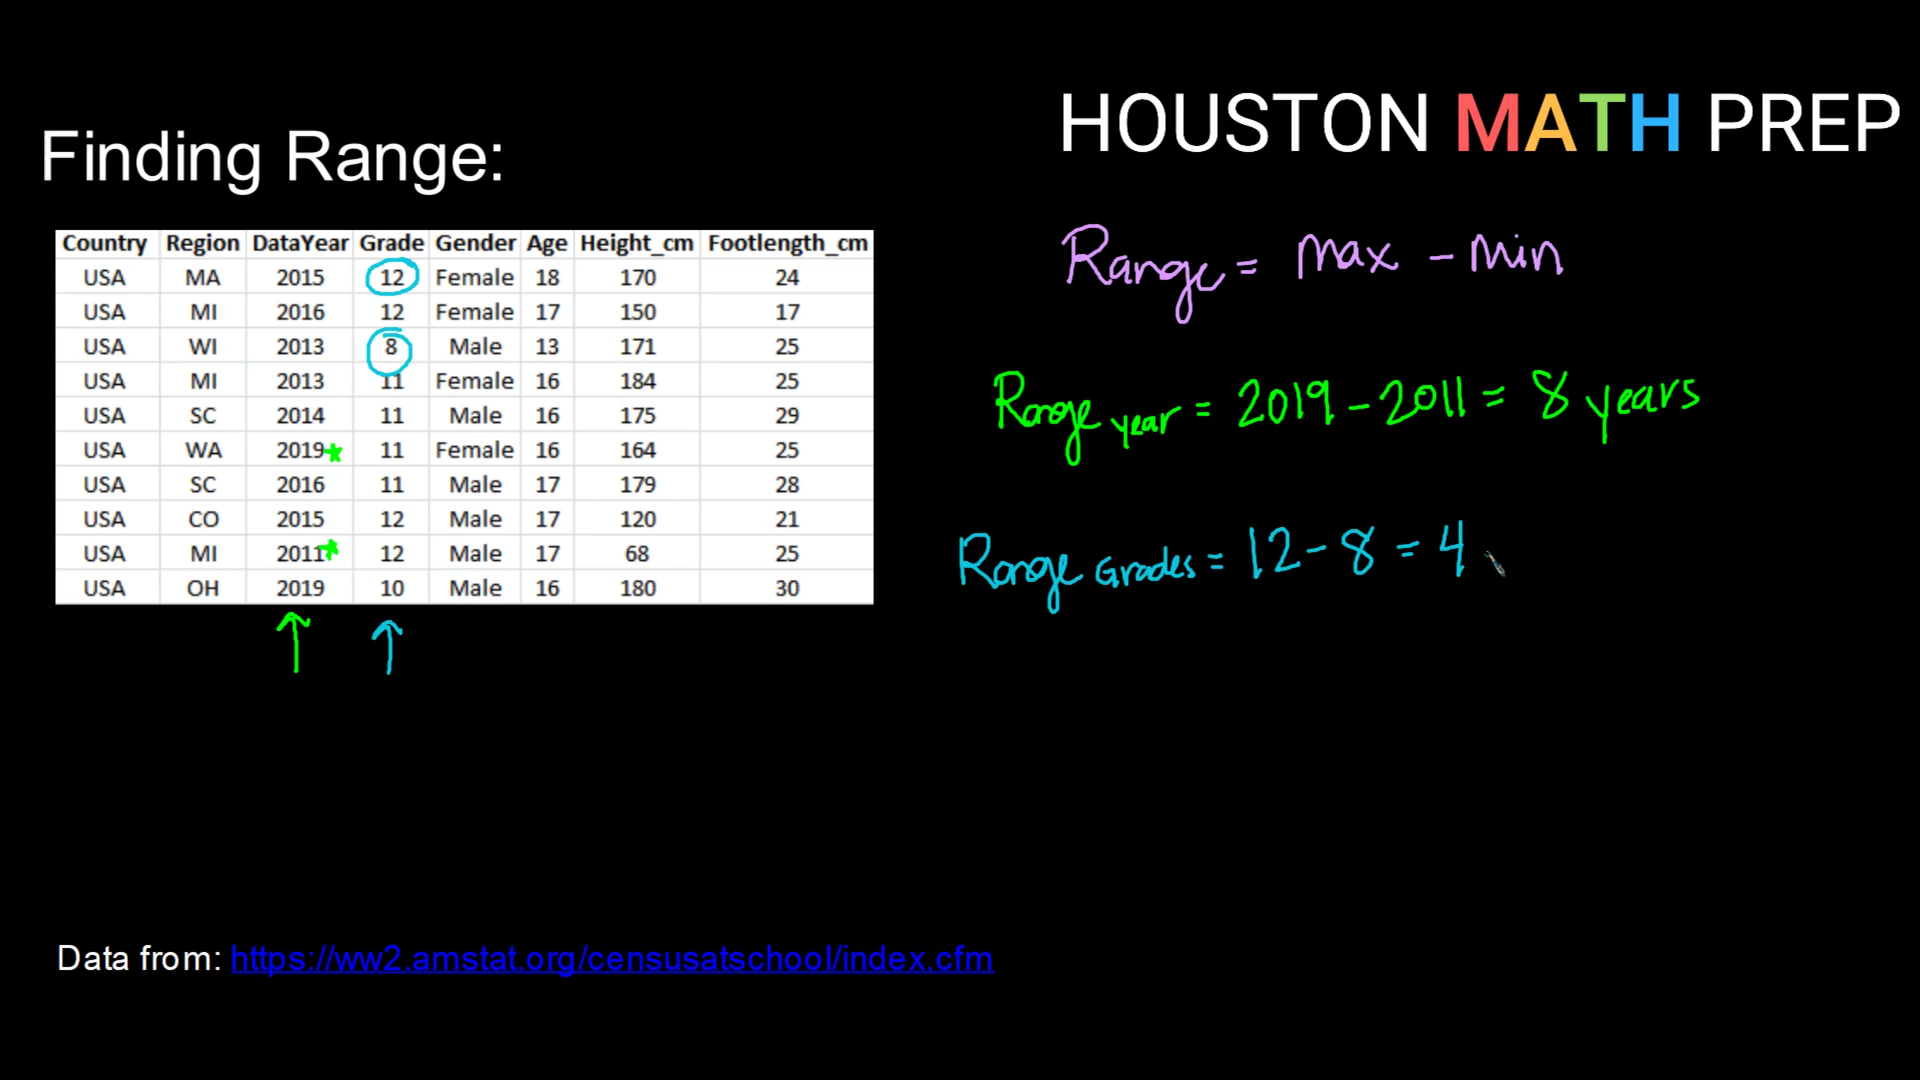 HOUSTON MATH PREP
Finding Range:
Country Region DataYear Grade Gender Age Height_cm Footlength_cm
USA MA 2015 12 Female 18 170 24
USA MI 2016 12 Female 17 150 17
USA WI 2013 8 Male 13 171 25
USA MI 2013 11 Female 16 184 25
USA SC 2014 11 Male 16 175 29
USA WA 2019* 11 Female 16 164 25
USA SC 2016 11 Male 17 179 28
USA CO 2015 12 Male 17 120 21
USA MI 2011* 12 Male 17 68 25
USA OH 2019 10 Male 16 180 30
Range = max - min
Range year = 2019 - 2011 = 8 years
Range Grades = 12 - 8 = 4
Data from: https://ww2.amstat.org/censusatschool/index.cfm